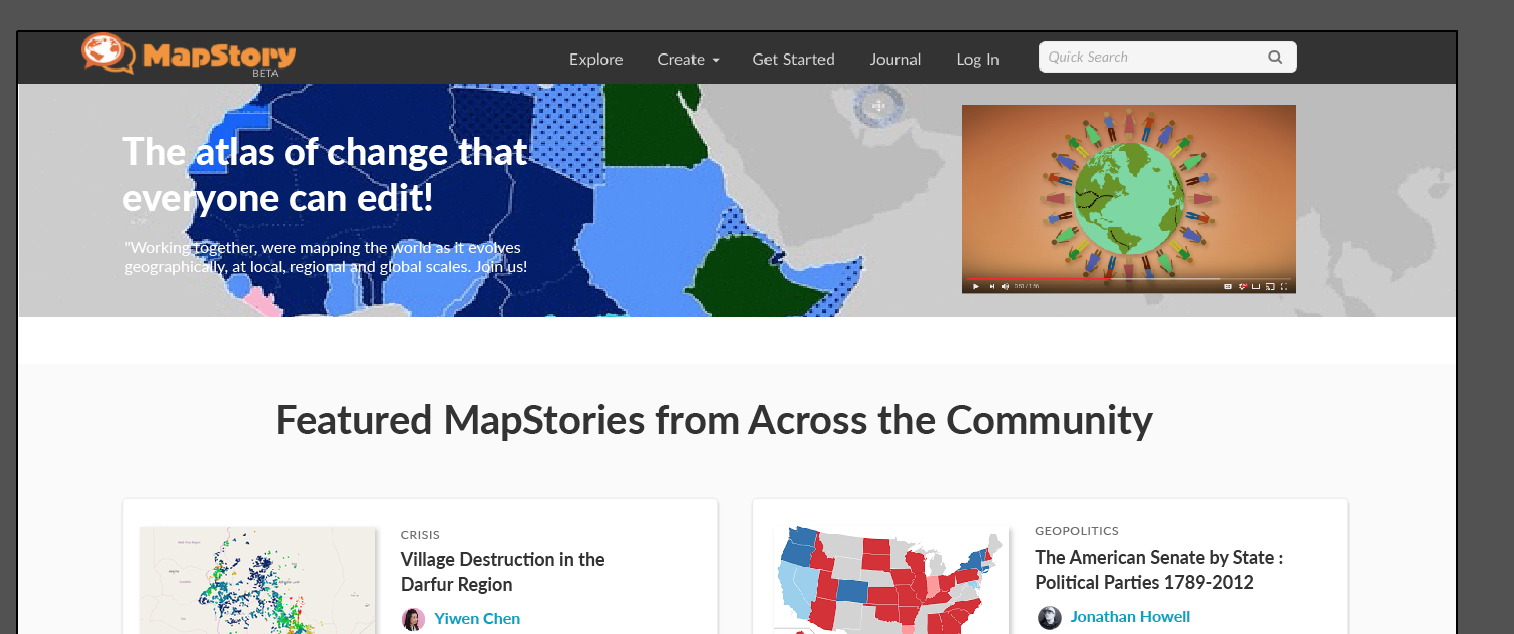 MapStory
BETA
Explore
Create
Get Started
Journal
Log In
Quick Search
The atlas of change that
everyone can edit!
"Working together, were mapping the world as it evolves
geographically, at local, regional and global scales. Join us!
Featured MapStories from Across the Community
CRISIS
Village Destruction in the
Darfur Region
Yiwen Chen
GEOPOLITICS
The American Senate by State :
Political Parties 1789-2012
Jonathan Howell